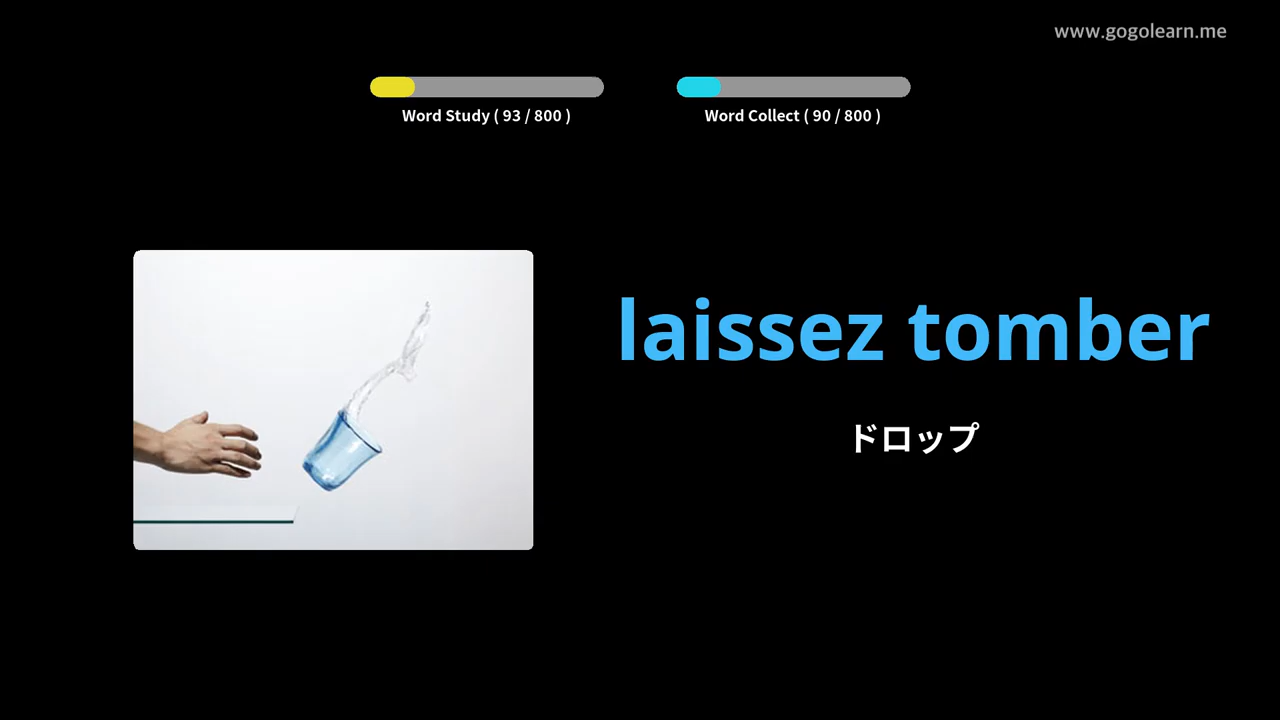 www.gogolearn.me
Word Study ( 93 / 800 )
Word Collect ( 90 / 800 )
laissez tomber
ドロップ